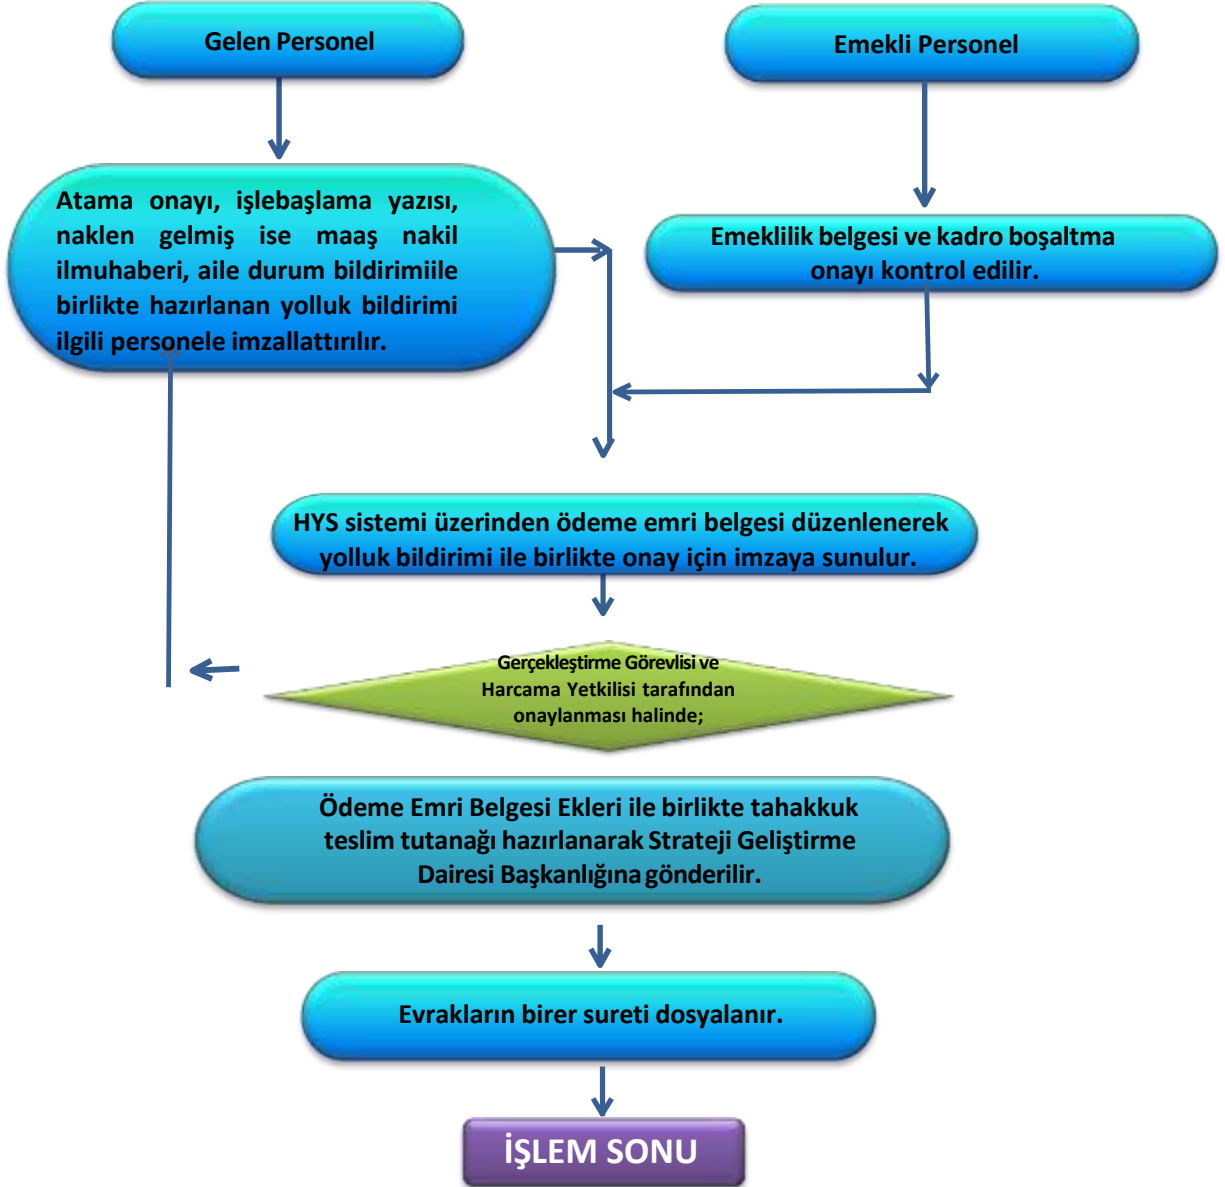 Gelen Personel
Emekli Personel
Atama onayı, işlebaşlama yazısı,
naklen gelmiş ise maaş nakil
ilmuhaberi, aile durum bildirimiile
birlikte hazırlanan yolluk bildirimi
ilgili personele imzallattırılır.
Emeklilik belgesi ve kadro boşaltma
onayı kontrol edilir.
HYS sistemi üzerinden ödeme emri belgesi düzenlenerek
yolluk bildirimi ile birlikte onay için imzaya sunulur.
Gerçekleştirme Görevlisi ve
Harcama Yetkilisi tarafından
onaylanması halinde;
Ödeme Emri Belgesi Ekleri ile birlikte tahakkuk
teslim tutanağı hazırlanarak Strateji Geliştirme
Dairesi Başkanlığına gönderilir.
Evrakların birer sureti dosyalanır.
İŞLEM SONU